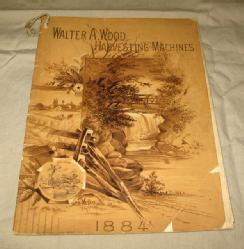 WALTER A. WOOD
HARVESTING MACHINES
1884